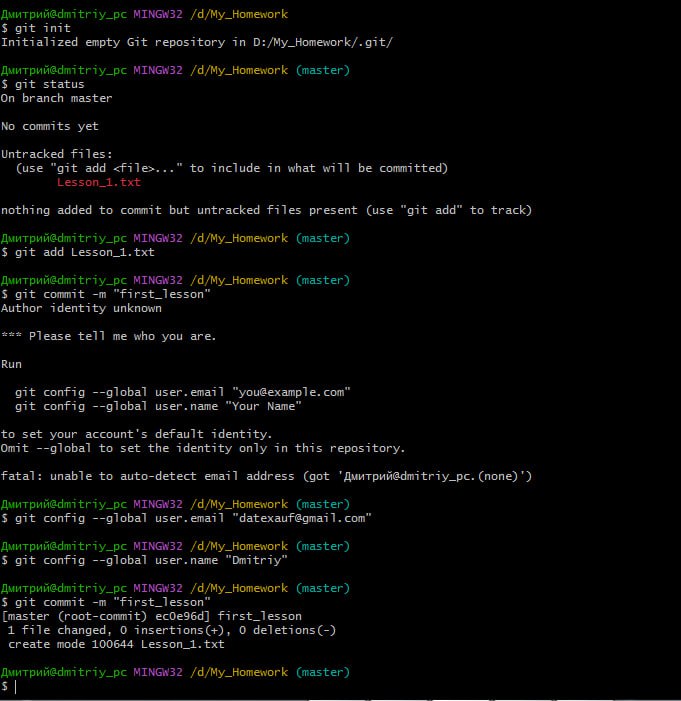 Дмитрий@dmitriy_pc MINGW32 /d/My_Homework
$ git init
Initialized empty Git repository in D:/My_Homework/.git/

Дмитрий@dmitriy_pc MINGW32 /d/My_Homework (master)
$ git status
On branch master

No commits yet

Untracked files:
  (use "git add <file>..." to include in what will be committed)
        Lesson_1.txt

nothing added to commit but untracked files present (use "git add" to track)

Дмитрий@dmitriy_pc MINGW32 /d/My_Homework (master)
$ git add Lesson_1.txt

Дмитрий@dmitriy_pc MINGW32 /d/My_Homework (master)
$ git commit -m "first_lesson"
Author identity unknown

*** Please tell me who you are.

Run

  git config --global user.email "you@example.com"
  git config --global user.name "Your Name"

to set your account's default identity.
Omit --global to set the identity only in this repository.

fatal: unable to auto-detect email address (got 'Дмитрий@dmitriy_pc.(none)')

Дмитрий@dmitriy_pc MINGW32 /d/My_Homework (master)
$ git config --global user.email "datexauf@gmail.com"

Дмитрий@dmitriy_pc MINGW32 /d/My_Homework (master)
$ git config --global user.name "Dmitriy"

Дмитрий@dmitriy_pc MINGW32 /d/My_Homework (master)
$ git commit -m "first_lesson"
[master (root-commit) ec0e96d] first_lesson
 1 file changed, 0 insertions(+), 0 deletions(-)
 create mode 100644 Lesson_1.txt

Дмитрий@dmitriy_pc MINGW32 /d/My_Homework (master)
$